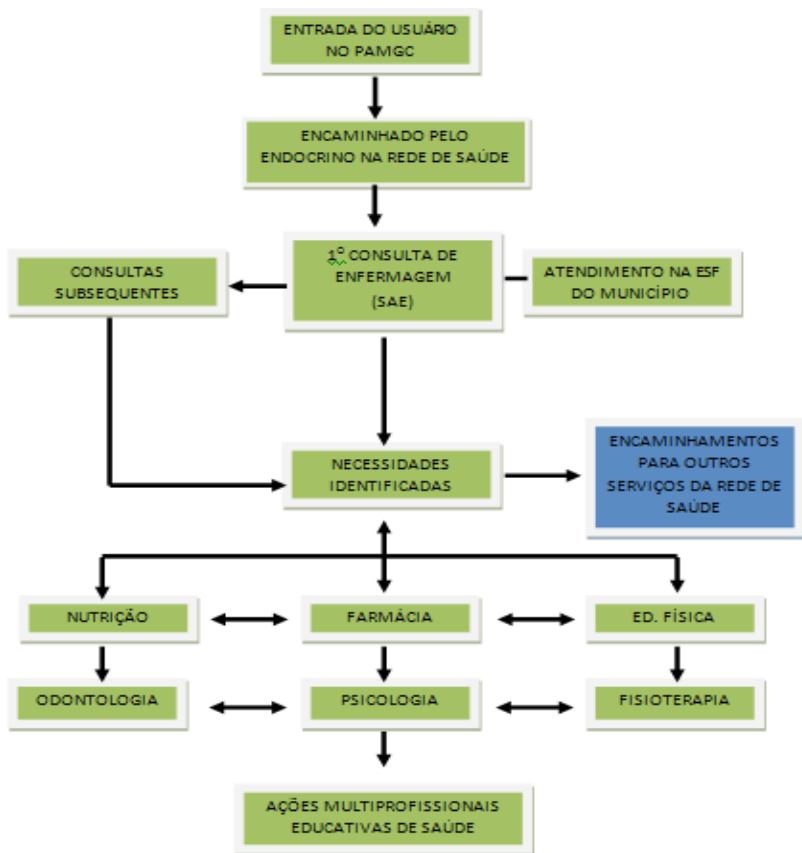 ENTRADA DO USUÁRIO
NO PAMGC
ENCAMINHADO PELO
ENDOCRINO NA REDE DE SAÚDE
1º CONSULTA DE
ENFERMAGEM
(SAE)
CONSULTAS
SUBSEQUENTES
ATENDIMENTO NA ESF
DO MUNICÍPIO
NECESSIDADES
IDENTIFICADAS
ENCAMINHAMENTOS
PARA OUTROS
SERVIÇOS DA REDE DE
SAÚDE
NUTRIÇÃO
FARMÁCIA
ED. FÍSICA
ODONTOLOGIA
PSICOLOGIA
FISIOTERAPIA
AÇÕES MULTIPROFISSIONAIS
EDUCATIVAS DE SAÚDE